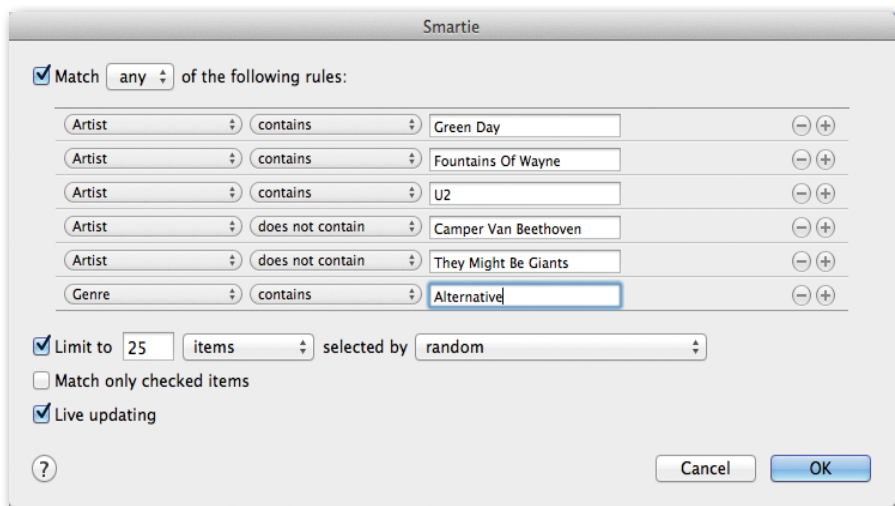 Smartie
Match any of the following rules:
Artist contains Green Day
Artist contains Fountains Of Wayne
Artist contains U2
Artist does not contain Camper Van Beethoven
Artist does not contain They Might Be Giants
Genre contains Alternative
Limit to 25 items selected by random
Match only checked items
Live updating
? Cancel OK